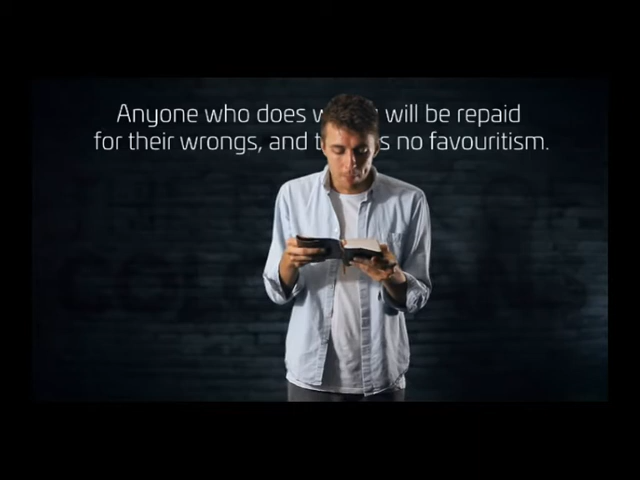 Anyone who does w will be repaid
for their wrongs, and t s no favouritism.